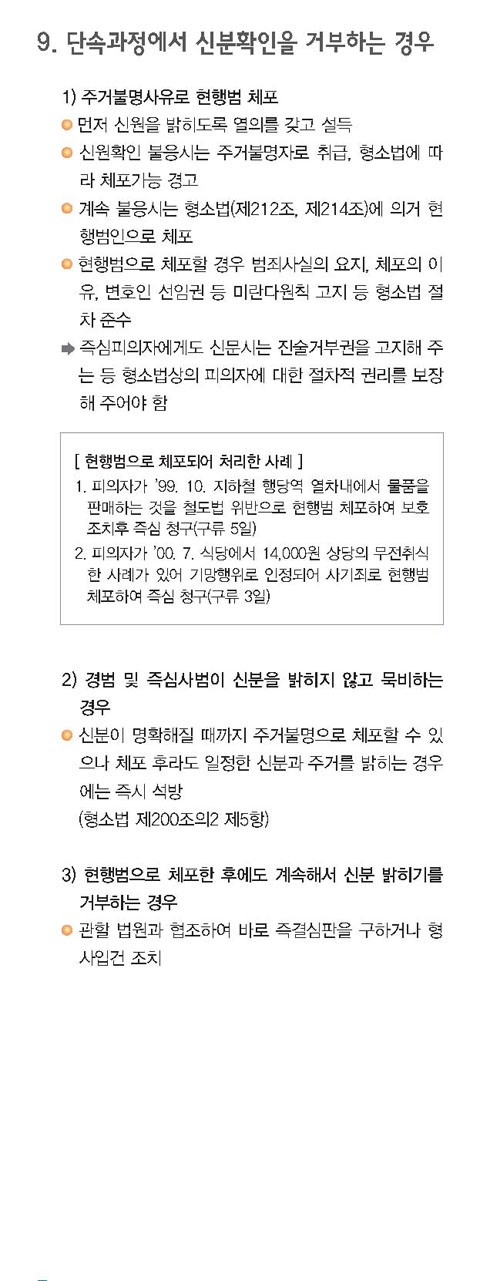 9. 단속과정에서 신분확인을 거부하는 경우
1) 주거불명사유로 현행범 체포
먼저 신원을 밝히도록 열의를 갖고 설득
신원확인 불응시는 주거불명자로 취급, 형소법에 따
라 체포가능 경고
계속 불응시는 형소법(제212조, 제214조)에 의거 현
행범인으로 체포
현행범으로 체포할 경우 범죄사실의 요지, 체포의 이
유, 변호인 선임권 등 미란다원칙 고지 등 형소법 절
차 준수
➡ 즉심피의자에게도 신문시는 진술거부권을 고지해 주
는 등 형소법상의 피의자에 대한 절차적 권리를 보장
해 주어야 함
[ 현행범으로 체포되어 처리한 사례 ]
1. 피의자가 ’99. 10. 지하철 행당역 열차내에서 물품을
판매하는 것을 철도법 위반으로 현행범 체포하여 보호
조치후 즉심 청구(구류 5일)
2. 피의자가 ’00. 7. 식당에서 14,000원 상당의 무전취식
한 사례가 있어 기망행위로 인정되어 사기죄로 현행범
체포하여 즉심 청구(구류 3일)
2) 경범 및 즉심사범이 신분을 밝히지 않고 묵비하는
경우
신분이 명확해질 때까지 주거불명으로 체포할 수 있
으나 체포 후라도 일정한 신분과 주거를 밝히는 경우
에는 즉시 석방
(형소법 제200조의2 제5항)
3) 현행범으로 체포한 후에도 계속해서 신분 밝히기를
거부하는 경우
관할 법원과 협조하여 바로 즉결심판을 구하거나 형
사입건 조치